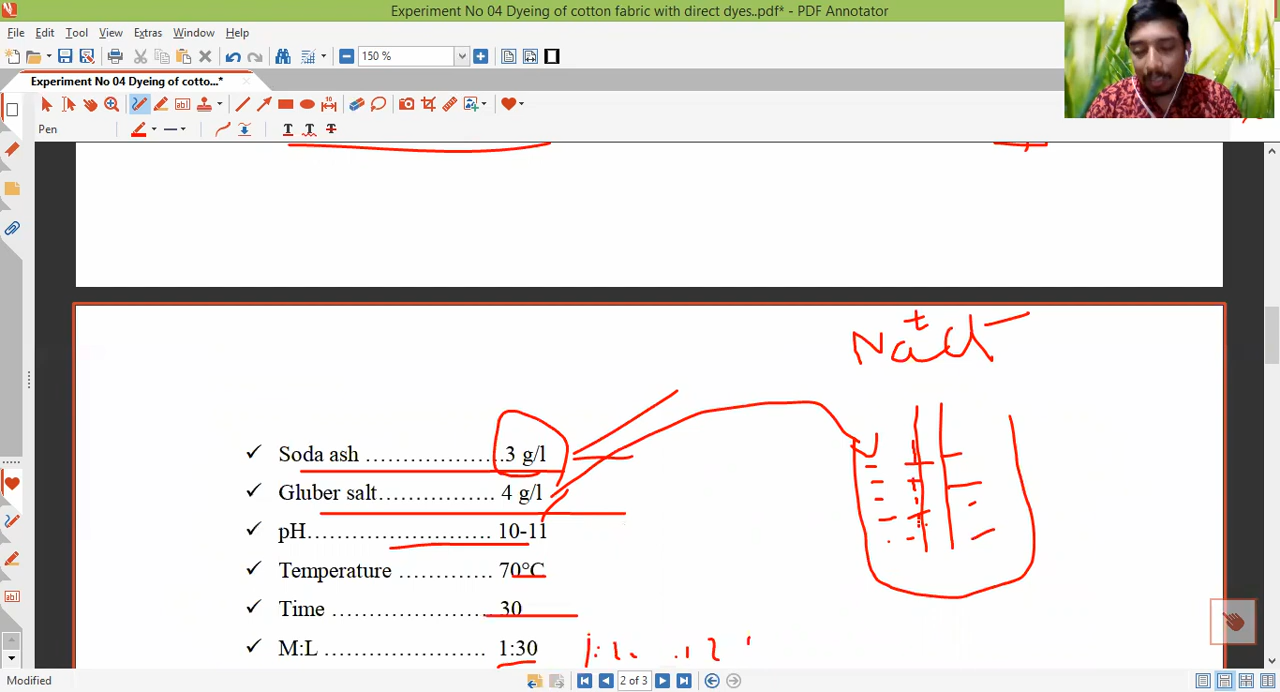 Experiment No 04 Dyeing of cotton fabric with direct dyes..pdf* - PDF Annotator
File Edit Tool View Extras Window Help
150 %
Experiment No 04 Dyeing of cotto...*
Pen
Na+Cl-
✓ Soda ash ....................3 g/l
✓ Gluber salt.................. 4 g/l
✓ pH............................ 10-11
✓ Temperature .............. 70°C
✓ Time ........................ 30
✓ M:L ......................... 1:30
Modified
2 of 3